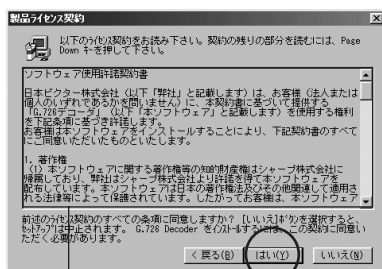 製品ライセンス契約
以下のライセンス契約をお読み下さい。契約の残りの部分を読むには、Page
Down キーを押して下さい。
ソフトウェア使用許諾契約書
日本ビクター株式会社（以下「弊社」と記載します）は、お客様（法人または
個人のいずれであるかを問いません）に、本契約書に基づいて提供する
「G.726デコーダ」（以下「本ソフトウェア」と記載します）を使用する権利
を下記条項に基づき許諾します。
お客様は本ソフトウェアをインストールすることにより、下記契約書のすべて
にご同意いただいたものといたします。
1. 著作権
(1) 本ソフトウェアに関する著作権等の知的財産権はシャープ株式会社に
帰属しており、弊社はシャープ株式会社より許諾を得て本ソフトウェアを
配布しています。本ソフトウェアは日本の著作権法及びその他関連して適用さ
れる法律等によって保護されています。したがってお客様は、本ソフトウェア
前述のライセンス契約のすべての条項に同意しますか? [いいえ]ボタンを選択すると、
セットアップは中止されます。 G.726 Decoder をインストールするには、この契約に同意い
ただく必要があります。
< 戻る(B) はい(Y) いいえ(N)